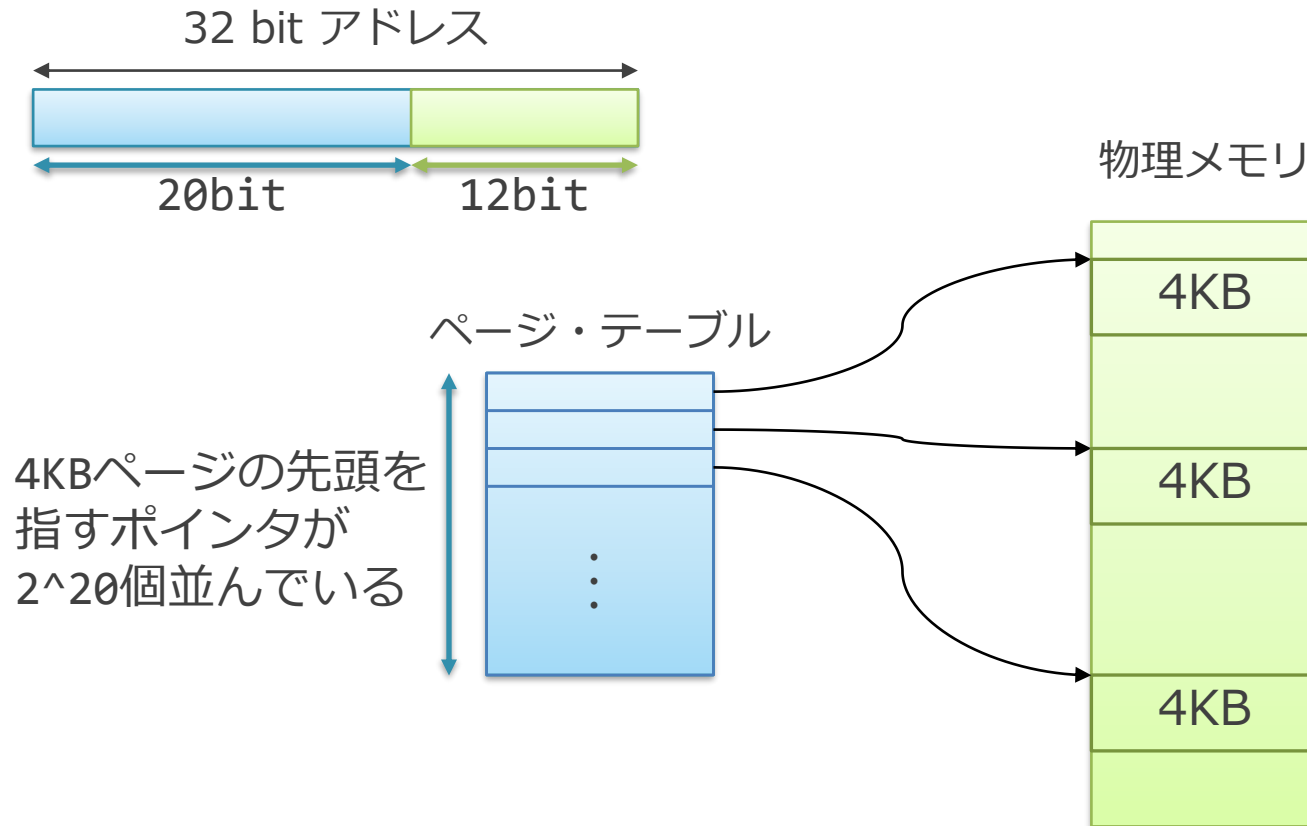 32 bit アドレス
20bit
12bit
物理メモリ
4KB
ページ・テーブル
4KBページの先頭を
指すポインタが
2^20個並んでいる
4KB
4KB